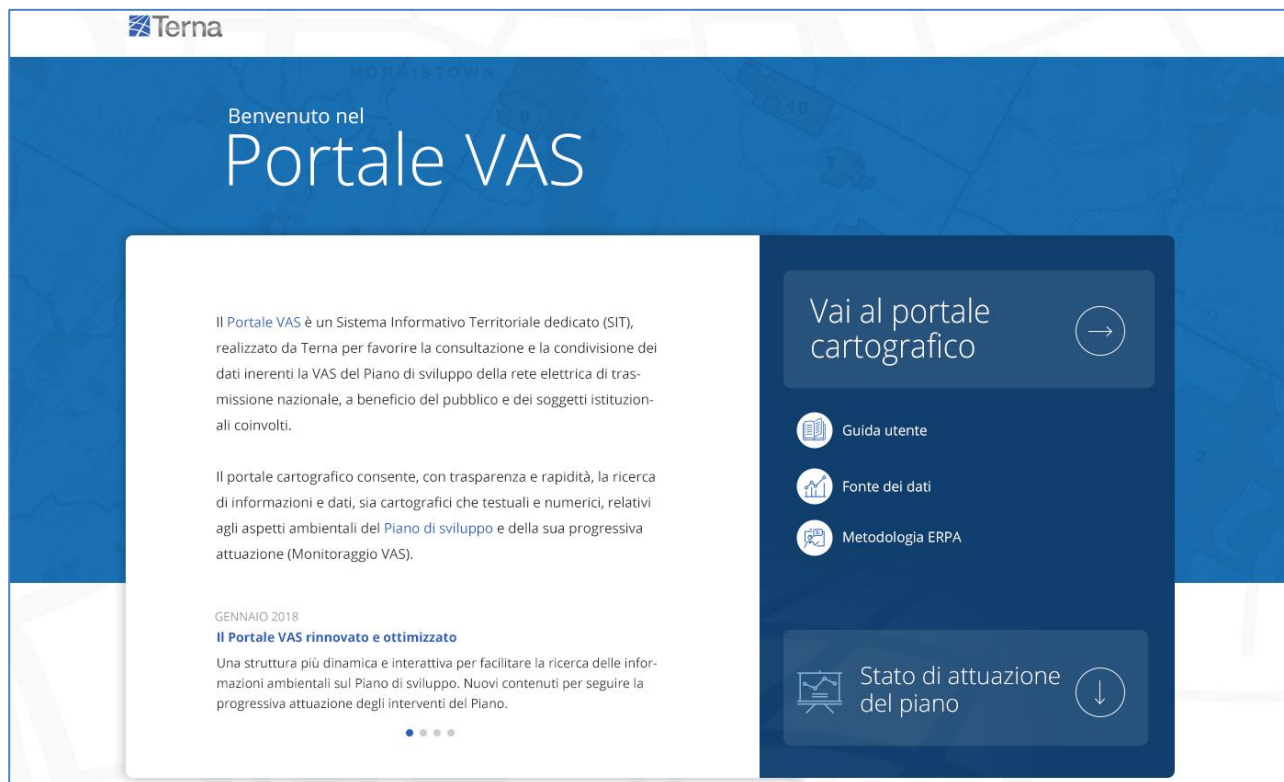 Terna
MORRISTOWN
10
Benvenuto nel
Portale VAS
Il Portale VAS è un Sistema Informativo Territoriale dedicato (SIT),
realizzato da Terna per favorire la consultazione e la condivisione dei
dati inerenti la VAS del Piano di sviluppo della rete elettrica di tras-
missione nazionale, a beneficio del pubblico e dei soggetti istituzion-
ali coinvolti.
Il portale cartografico consente, con trasparenza e rapidità, la ricerca
di informazioni e dati, sia cartografici che testuali e numerici, relativi
agli aspetti ambientali del Piano di sviluppo e della sua progressiva
attuazione (Monitoraggio VAS).
GENNAIO 2018
Il Portale VAS rinnovato e ottimizzato
Una struttura più dinamica e interattiva per facilitare la ricerca delle infor-
mazioni ambientali sul Piano di sviluppo. Nuovi contenuti per seguire la
progressiva attuazione degli interventi del Piano.
Vai al portale
cartografico
Guida utente
Fonte dei dati
Metodologia ERPA
2
Stato di attuazione
del piano